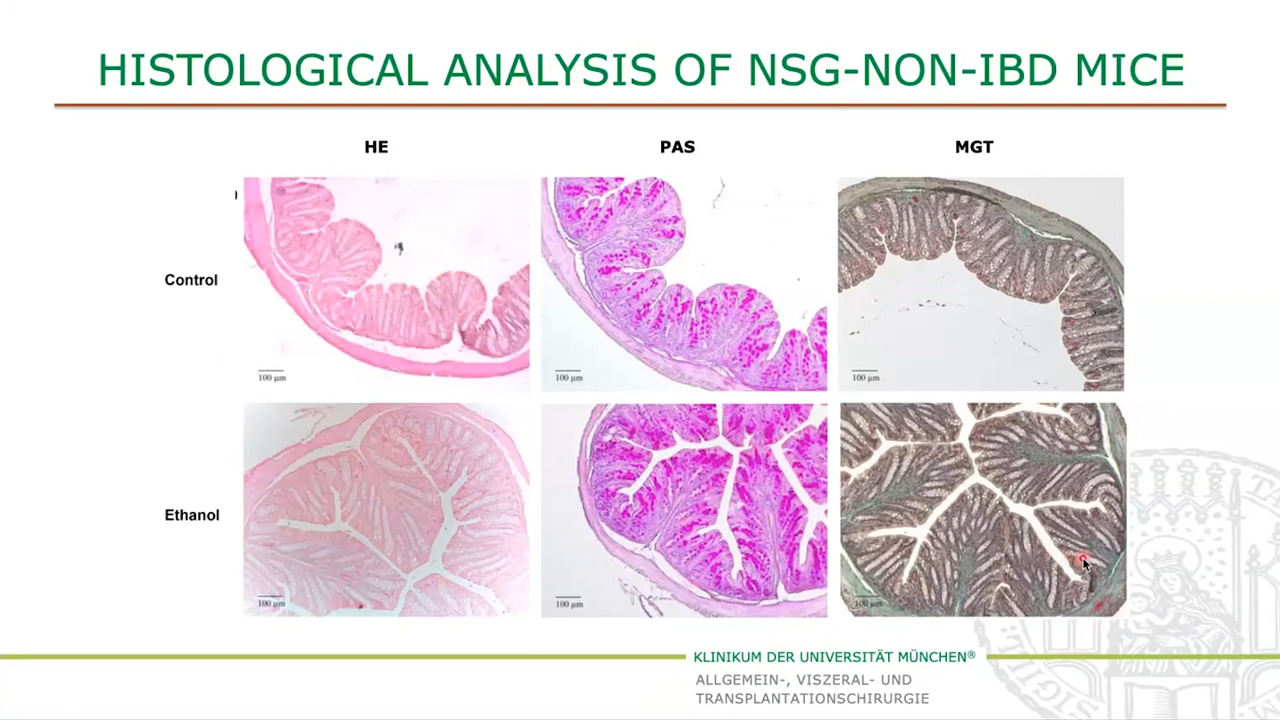 HISTOLOGICAL ANALYSIS OF NSG-NON-IBD MICE
HE PAS MGT
Control
100 µm 100 µm 100 µm
Ethanol
100 µm 100 µm 100 µm
KLINIKUM DER UNIVERSITÄT MÜNCHEN®
ALLGEMEIN-, VISZERAL- UND
TRANSPLANTATIONSCHIRURGIE